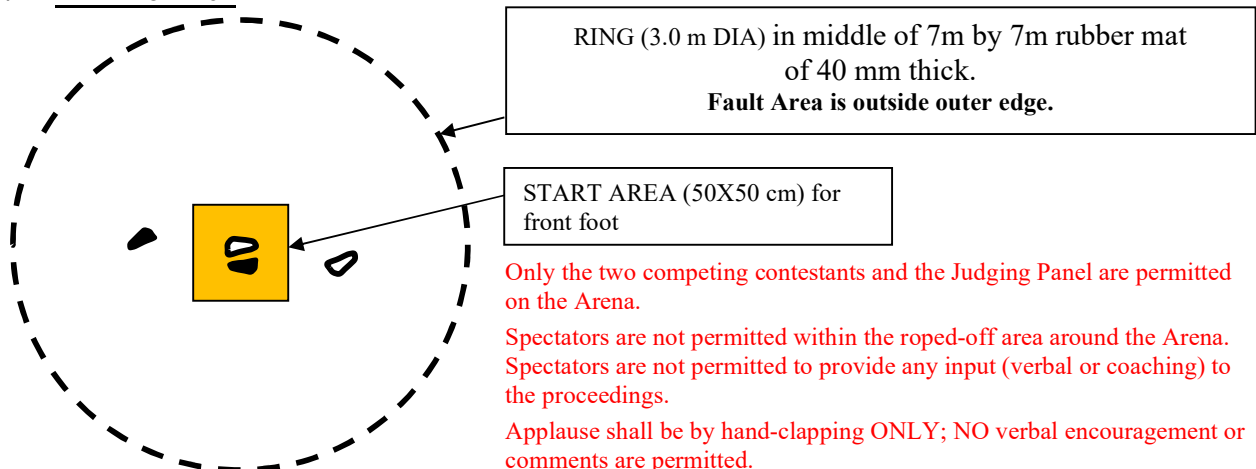 RING (3.0 m DIA) in middle of 7m by 7m rubber mat
of 40 mm thick.
Fault Area is outside outer edge.
START AREA (50X50 cm) for
front foot
Only the two competing contestants and the Judging Panel are permitted
on the Arena.
Spectators are not permitted within the roped-off area around the Arena.
Spectators are not permitted to provide any input (verbal or coaching) to
the proceedings.
Applause shall be by hand-clapping ONLY; NO verbal encouragement or
comments are permitted.